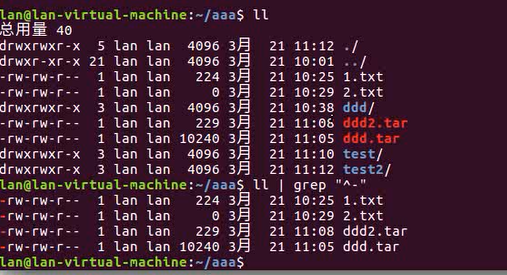 lan@lan-virtual-machine:~/aaa$ ll
总用量 40
drwxrwxr-x  5 lan lan  4096 3月  21 11:12 ./
drwxr-xr-x 21 lan lan  4096 3月  21 10:01 ../
-rw-rw-r--  1 lan lan   224 3月  21 10:25 1.txt
-rw-rw-r--  1 lan lan     0 3月  21 10:29 2.txt
drwxrwxr-x  3 lan lan  4096 3月  21 10:38 ddd/
-rw-rw-r--  1 lan lan   229 3月  21 11:08 ddd2.tar
-rw-rw-r--  1 lan lan 10240 3月  21 11:05 ddd.tar
drwxrwxr-x  3 lan lan  4096 3月  21 11:10 test/
drwxrwxr-x  3 lan lan  4096 3月  21 11:12 test2/
lan@lan-virtual-machine:~/aaa$ ll | grep "^-"
-rw-rw-r--  1 lan lan   224 3月  21 10:25 1.txt
-rw-rw-r--  1 lan lan     0 3月  21 10:29 2.txt
-rw-rw-r--  1 lan lan   229 3月  21 11:08 ddd2.tar
-rw-rw-r--  1 lan lan 10240 3月  21 11:05 ddd.tar
lan@lan-virtual-machine:~/aaa$